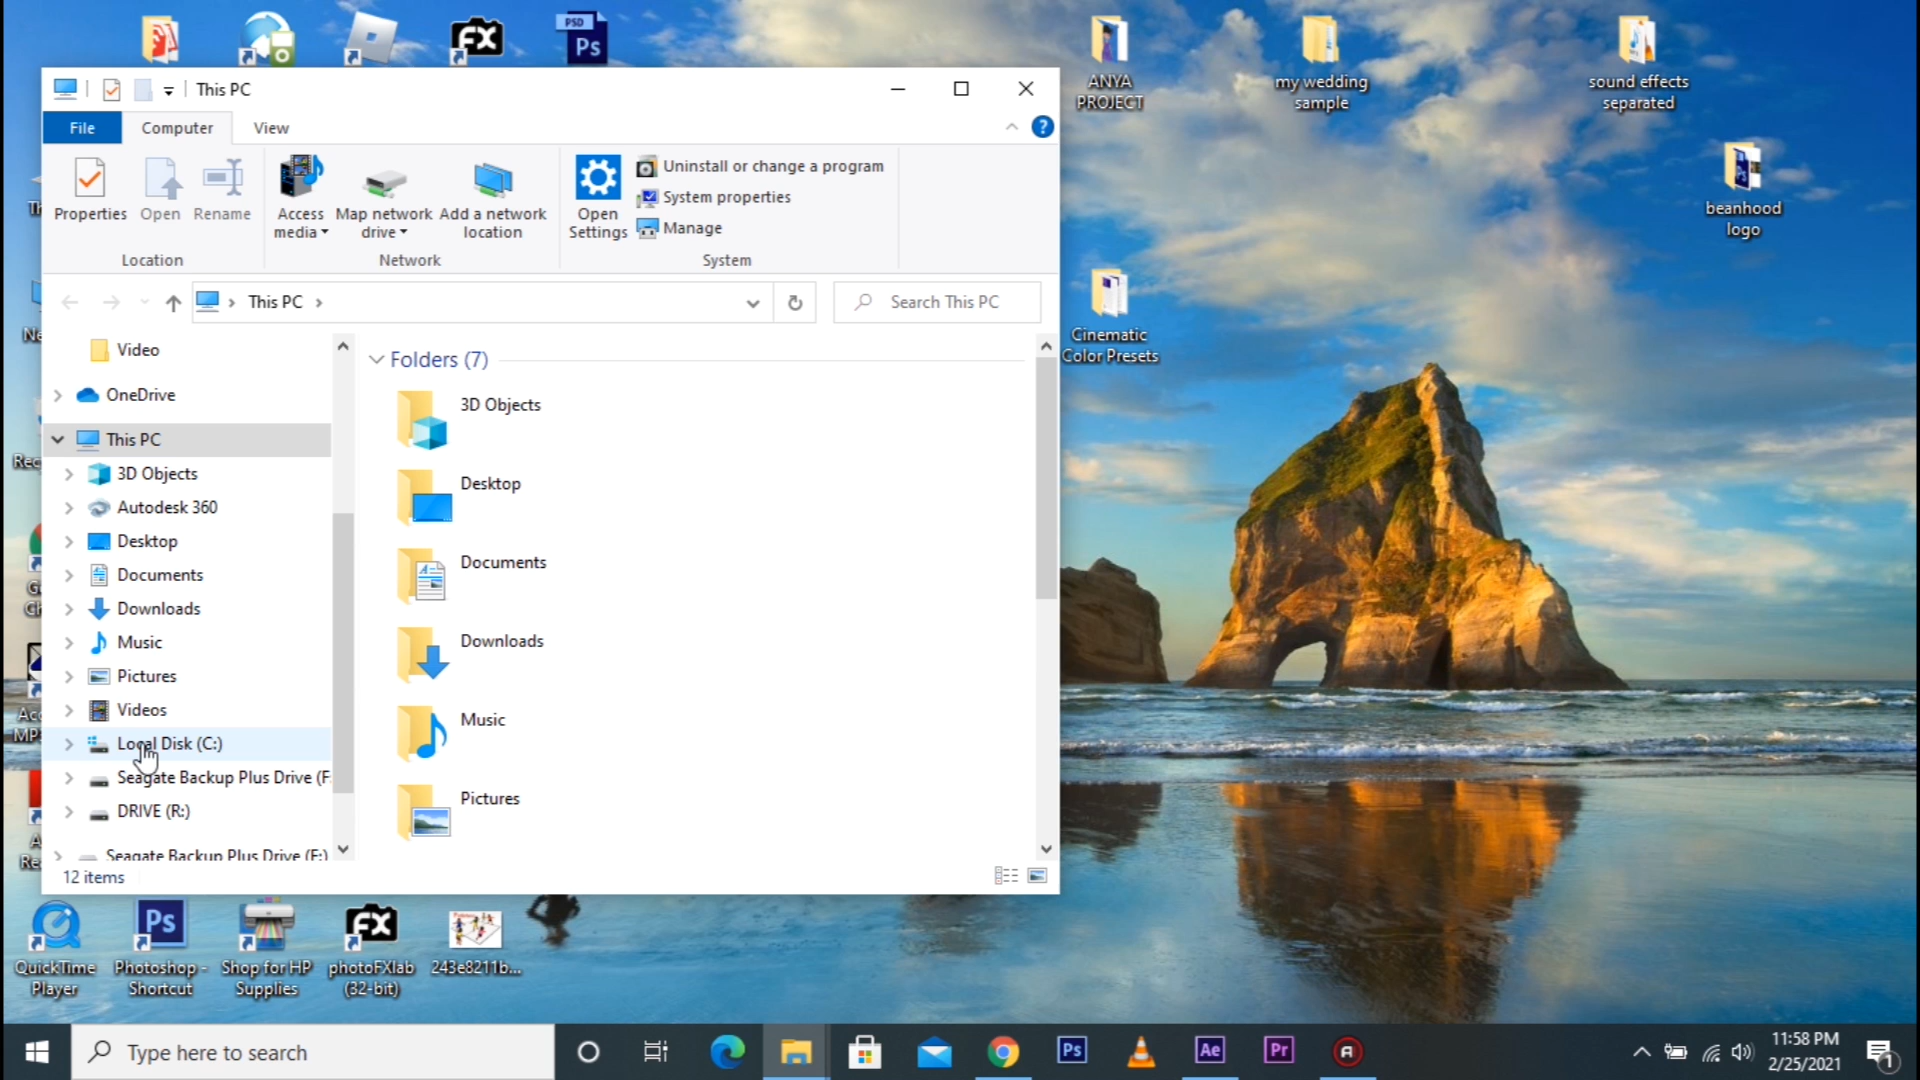 PSD
Ps
FX
ANYA
PROJECT
my wedding
sample
sound effects
separated
This PC
File
Computer
View
Properties
Open
Rename
Access
media
Map network
drive
Add a network
location
Open
Settings
Uninstall or change a program
System properties
Manage
Location
Network
System
beanhood
logo
This PC
Search This PC
Cinematic
Color Presets
Video
OneDrive
This PC
3D Objects
Autodesk 360
Desktop
Documents
Downloads
Music
Pictures
Videos
Local Disk (C:)
Seagate Backup Plus Drive (F
DRIVE (R:)
Seagate Backup Plus Drive (F:)
12 items
Folders (7)
3D Objects
Desktop
Documents
Downloads
Music
Pictures
Ps
FX
QuickTime
Player
Photoshop -
Shortcut
Shop for HP
Supplies
photoFXlab
(32-bit)
243e8211b...
Type here to search
Ps
Ae
Pr
11:58 PM
2/25/2021
1